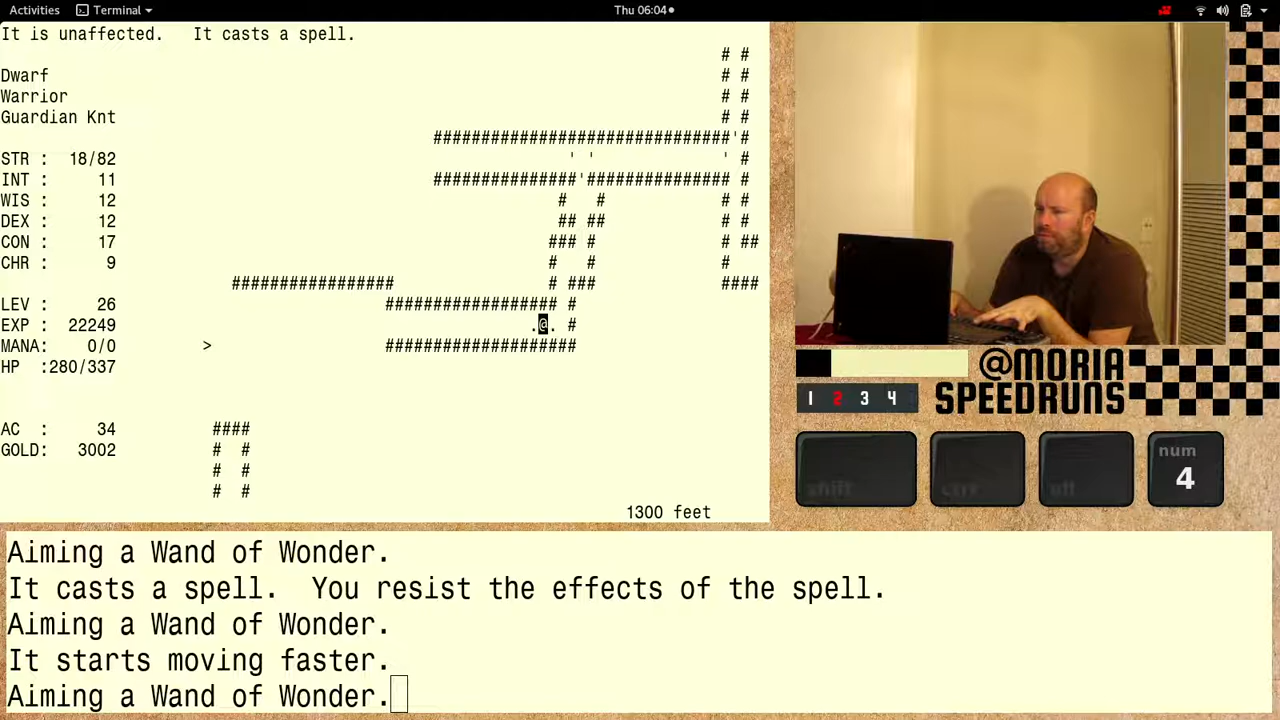 Activities Terminal Thu 06:04
It is unaffected. It casts a spell.
# #
Dwarf # #
Warrior # #
Guardian Knt # #
###############################'#
STR : 18/82 ' ' ' #
INT : 11 ###############'############### #
WIS : 12 # # # #
DEX : 12 ## ## # #
CON : 17 ### # # ##
CHR : 9 # # #
################# # ### ####
LEV : 26 ################## #
EXP : 22249 .@. #
MANA: 0/0 > ####################
HP :280/337
AC : 34 ####
GOLD: 3002 # #
# #
# #
1300 feet
@MORIA
1 2 3 4 SPEEDRUNS
shift ctrl alt num
4
Aiming a Wand of Wonder.
It casts a spell. You resist the effects of the spell.
Aiming a Wand of Wonder.
It starts moving faster.
Aiming a Wand of Wonder.